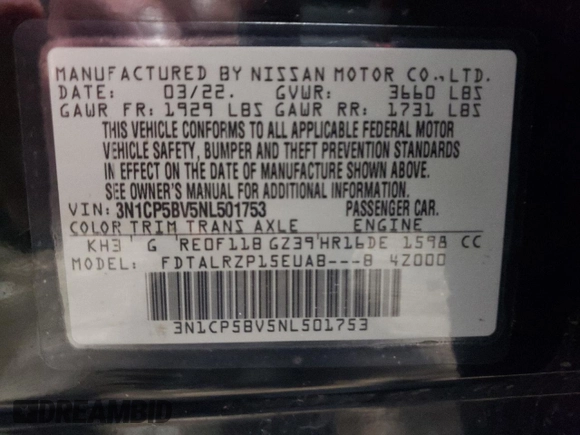 MANUFACTURED BY NISSAN MOTOR CO.,LTD.
DATE: 03/22. GVWR: 3660 LBS
GAWR FR: 1929 LBS GAWR RR: 1731 LBS
THIS VEHICLE CONFORMS TO ALL APPLICABLE FEDERAL MOTOR
VEHICLE SAFETY, BUMPER AND THEFT PREVENTION STANDARDS
IN EFFECT ON THE DATE OF MANUFACTURE SHOWN ABOVE.
SEE OWNER'S MANUAL FOR ADDITIONAL INFORMATION.
VIN: 3N1CP5BV5NL501753 PASSENGER CAR.
COLOR TRIM TRANS AXLE ENGINE
KH3 G RE0F11B GZ39 HR16DE 1598 CC
MODEL: FDTALRZP15EUAB---B 4Z000
3N1CP5BV5NL501753
DREAMBID